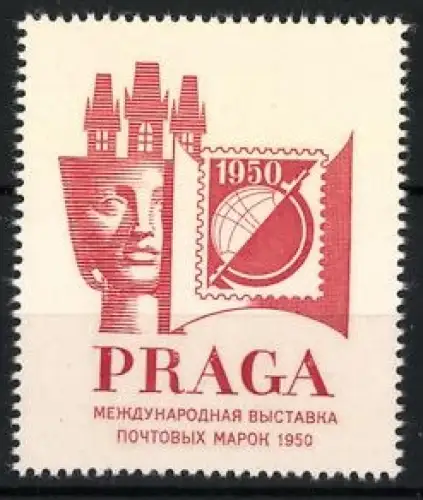 1950
PRAGA
МЕЖДУНАРОДНАЯ ВЫСТАВКА
ПОЧТОВЫХ МАРОК 1950